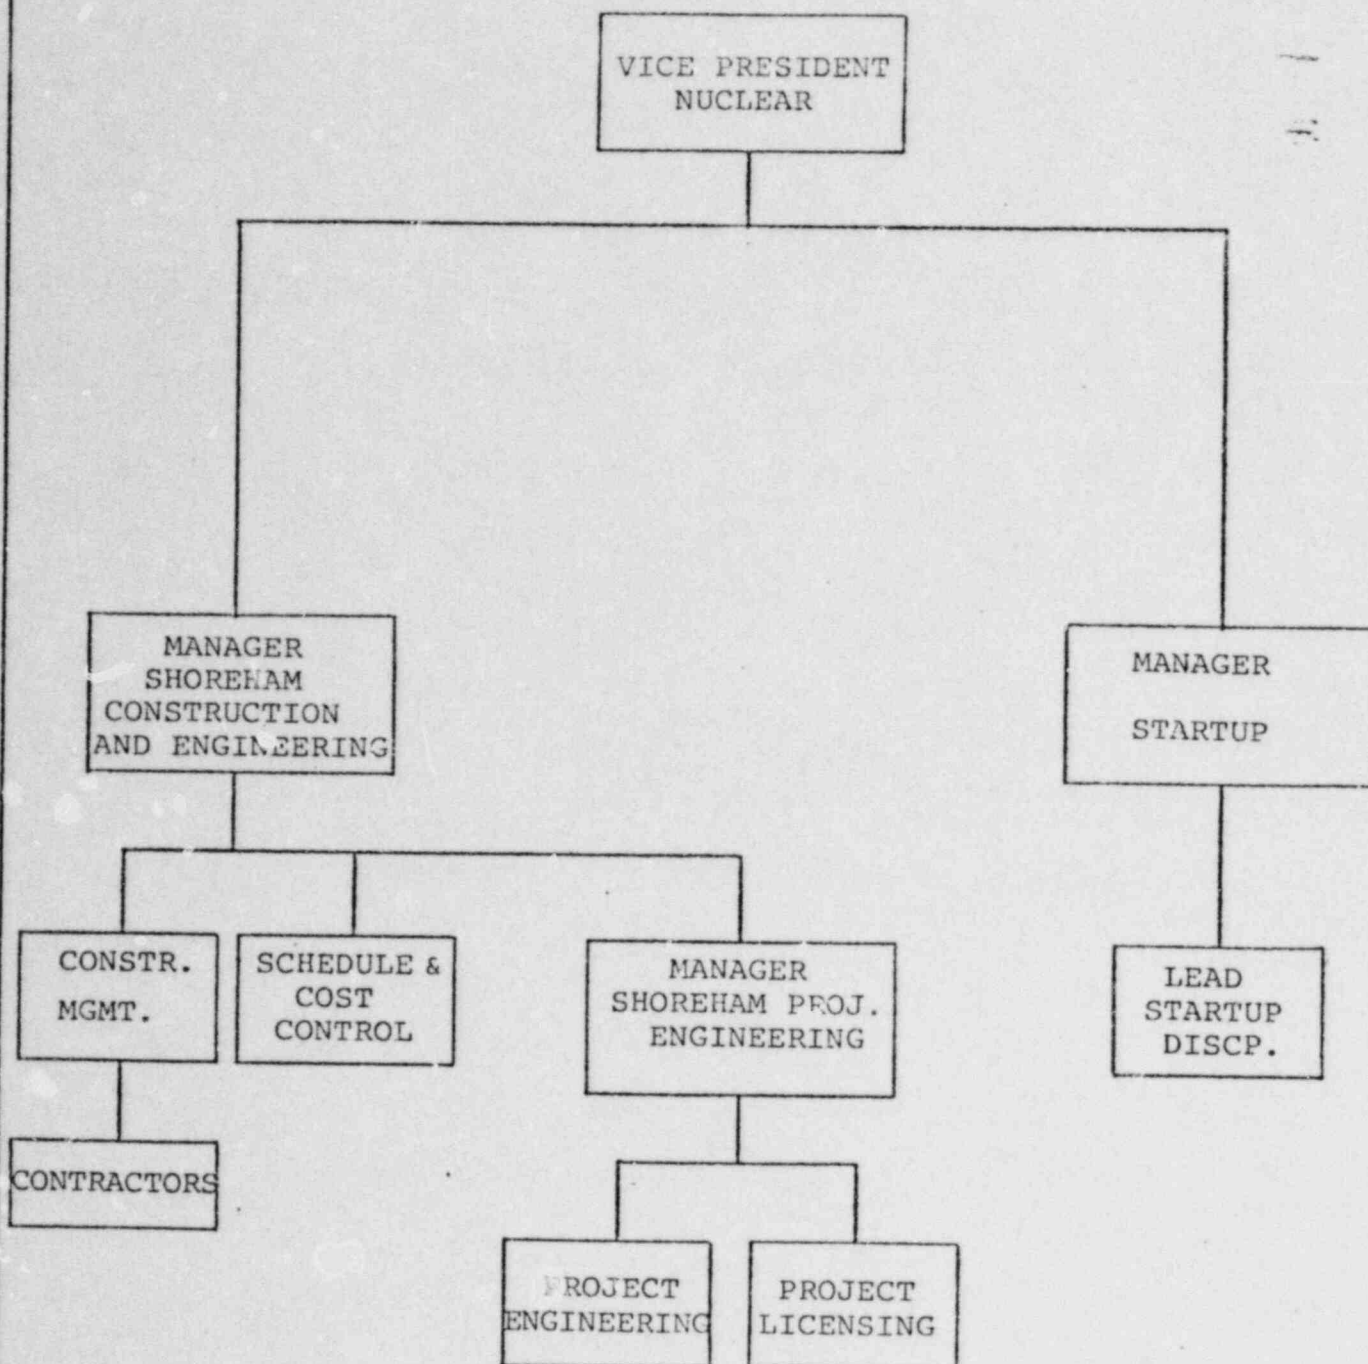 VICE PRESIDENT
NUCLEAR
MANAGER
SHOREHAM
CONSTRUCTION
AND ENGINEERING
MANAGER
STARTUP
CONSTR.
MGMT.
SCHEDULE &
COST
CONTROL
MANAGER
SHOREHAM PROJ.
ENGINEERING
LEAD
STARTUP
DISCP.
CONTRACTORS
PROJECT
ENGINEERING
PROJECT
LICENSING